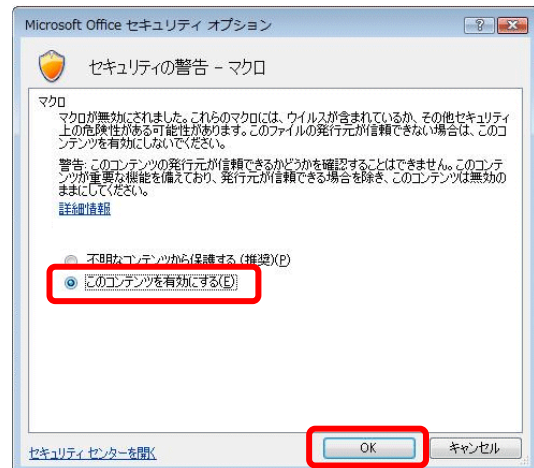 Microsoft Office セキュリティ オプション
セキュリティの警告 - マクロ
マクロ
マクロが無効にされました。これらのマクロには、ウイルスが含まれているか、その他セキュリティ
上の危険性がある可能性があります。このファイルの発行元が信頼できない場合は、このコ
ンテンツを有効にしないでください。
警告: このコンテンツの発行元が信頼できるかどうかを確認することはできません。このコンテ
ンツが重要な機能を備えており、発行元が信頼できる場合を除き、このコンテンツは無効の
ままにしてください。
詳細情報
不明なコンテンツから保護する (推奨)(P)
このコンテンツを有効にする(E)
セキュリティ センターを開く
OK
キャンセル